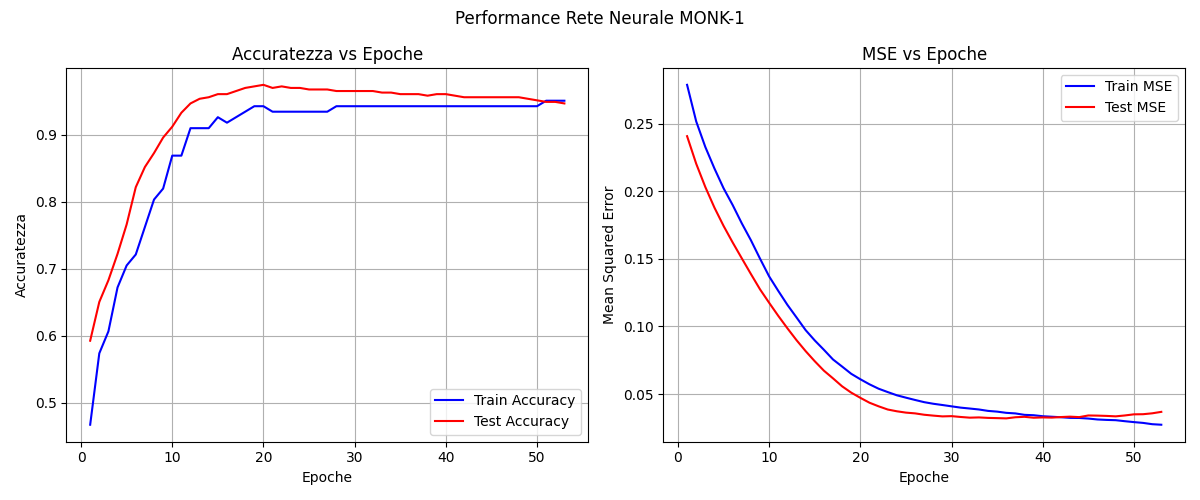 Performance Rete Neurale MONK-1
Accuratezza vs Epoche
0.9
0.8
0.7
0.6
0.5
Accuratezza
0 10 20 30 40 50
Epoche
Train Accuracy
Test Accuracy
MSE vs Epoche
0.25
0.20
0.15
0.10
0.05
Mean Squared Error
0 10 20 30 40 50
Epoche
Train MSE
Test MSE